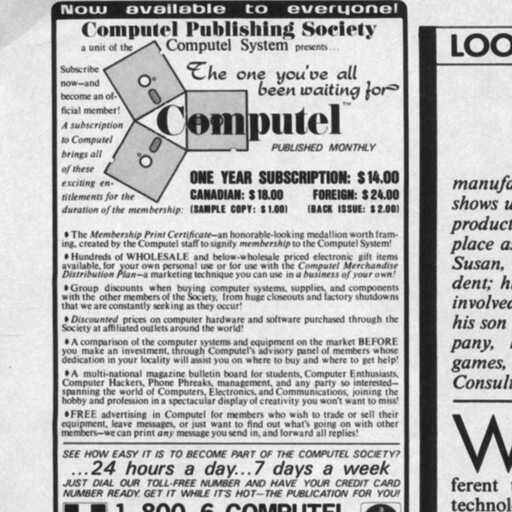 Now available to everyone!
Computel Publishing Society
a unit of the Computel System presents...
Subscribe
now—and
become an of-
ficial member!
A subscription
to Computel
brings all
of these
exciting en-
titlements for the
duration of the membership:
The one you've all
been waiting for
Computel™
PUBLISHED MONTHLY
ONE YEAR SUBSCRIPTION: $14.00
CANADIAN: $18.00 FOREIGN: $24.00
(SAMPLE COPY: $1.00) (BACK ISSUE: $2.00)
♦ The Membership Print Certificate—an honorable-looking medallion worth fram-
ing, created by the Computel staff to signify membership to the Computel System!
♦ Hundreds of WHOLESALE and below-wholesale priced electronic gift items
available, for your own personal use or for use with the Computel Merchandise
Distribution Plan—a marketing technique you can use in a business of your own!
♦ Group discounts when buying computer systems, supplies, and components
with the other members of the Society, from huge closeouts and factory shutdowns
that we are constantly seeking as they occur!
♦ Discounted prices on computer hardware and software purchased through the
Society at affiliated outlets around the world!
♦ A comparison of the computer systems and equipment on the market BEFORE
you make an investment, through Computel's advisory panel of members whose
dedication in your locality will assist you on where to buy and where to get help!
♦ A multi-national magazine bulletin board for students, Computer Enthusiasts,
Computer Hackers, Phone Phreaks, management, and any party so interested—
spanning the world of Computers, Electronics, and Communications, joining the
hobby and profession in a spectacular display of creativity you won't want to miss!
♦ FREE advertising in Computel for members who wish to trade or sell their
equipment, leave messages, or just want to find out what's going on with other
members—we can print any message you send in, and forward all replies!
SEE HOW EASY IT IS TO BECOME PART OF THE COMPUTEL SOCIETY?
...24 hours a day...7 days a week
JUST DIAL OUR TOLL-FREE NUMBER AND HAVE YOUR CREDIT CARD
NUMBER READY. GET IT WHILE IT'S HOT—THE PUBLICATION FOR YOU!
1-800-6-COMPUTEL
LOO
manufa
shows u
product
place a
Susan,
dent; h
involve
his son
pany,
games,
Consult
W
ferent
technol